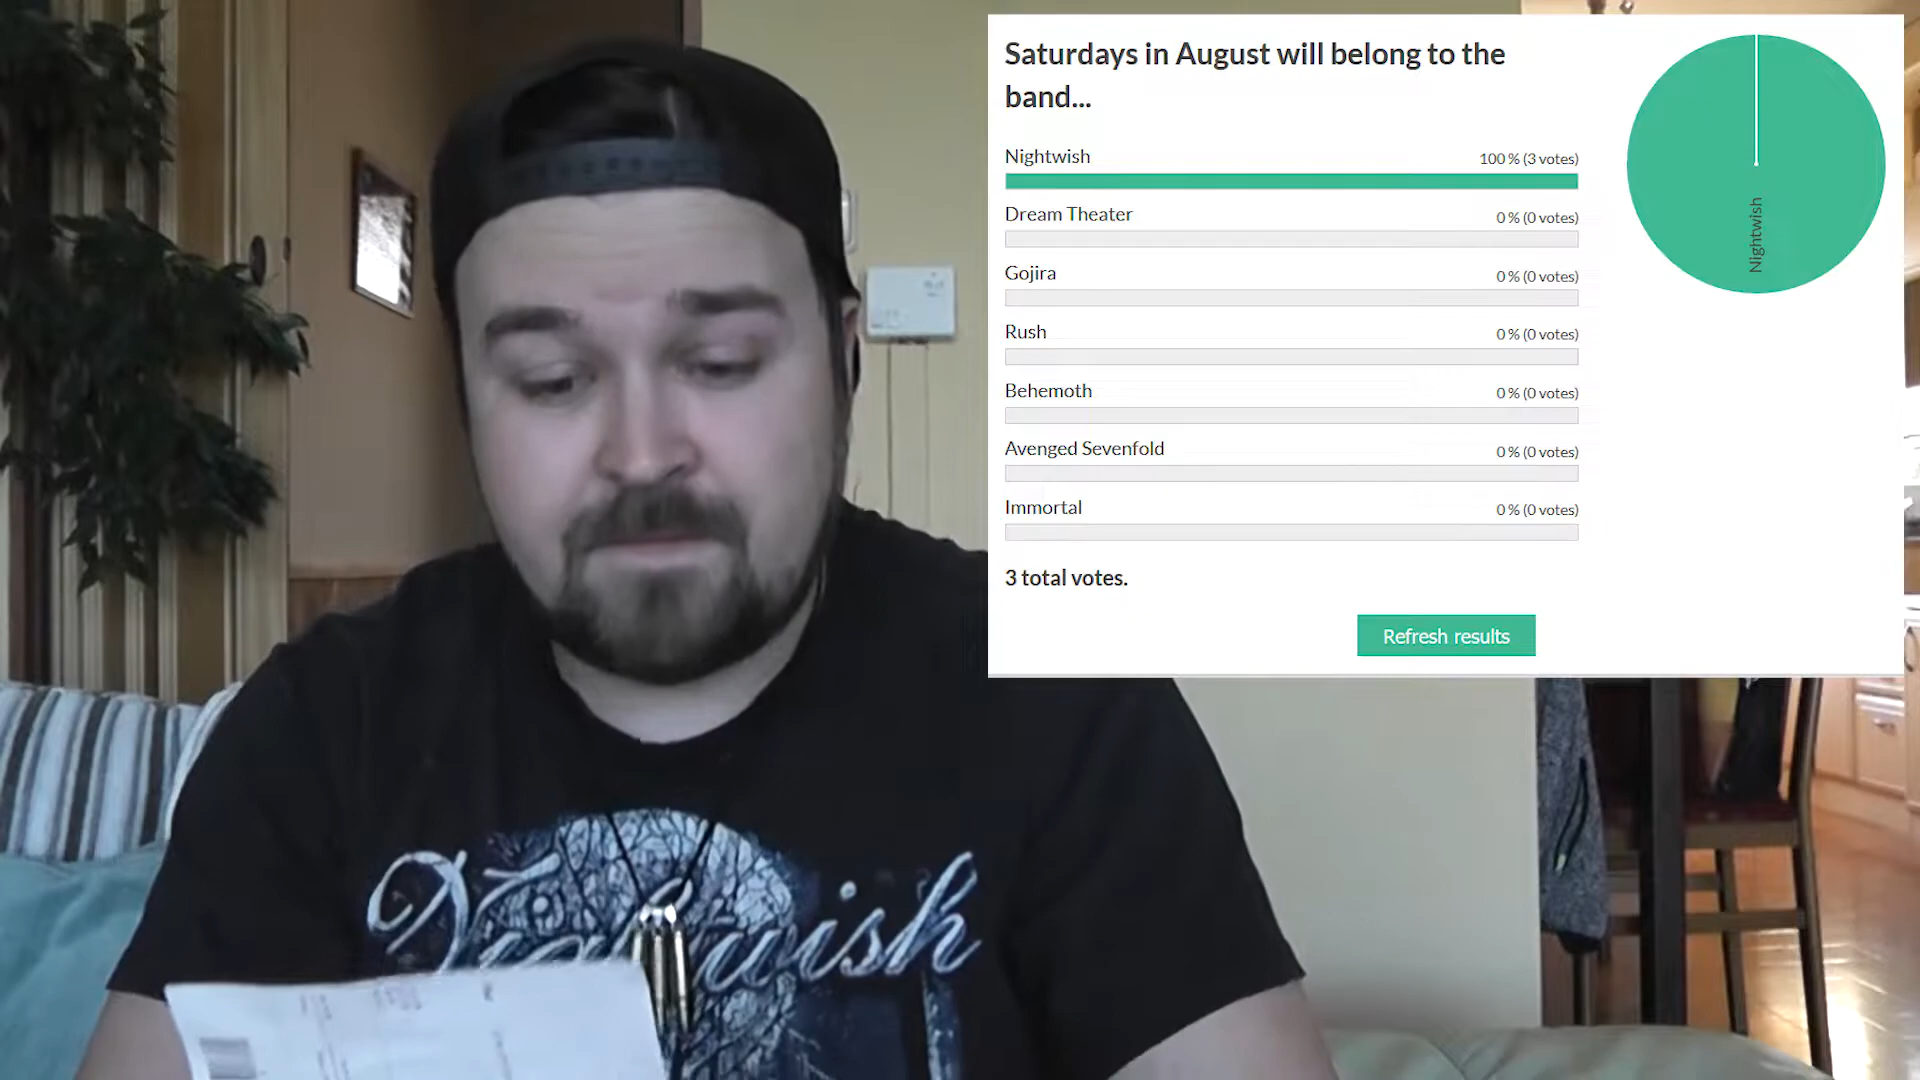 Saturdays in August will belong to the
band...
Nightwish 100 % (3 votes)
Dream Theater 0 % (0 votes)
Gojira 0 % (0 votes)
Rush 0 % (0 votes)
Behemoth 0 % (0 votes)
Avenged Sevenfold 0 % (0 votes)
Immortal 0 % (0 votes)
3 total votes.
Refresh results
Nightwish
Nightwish